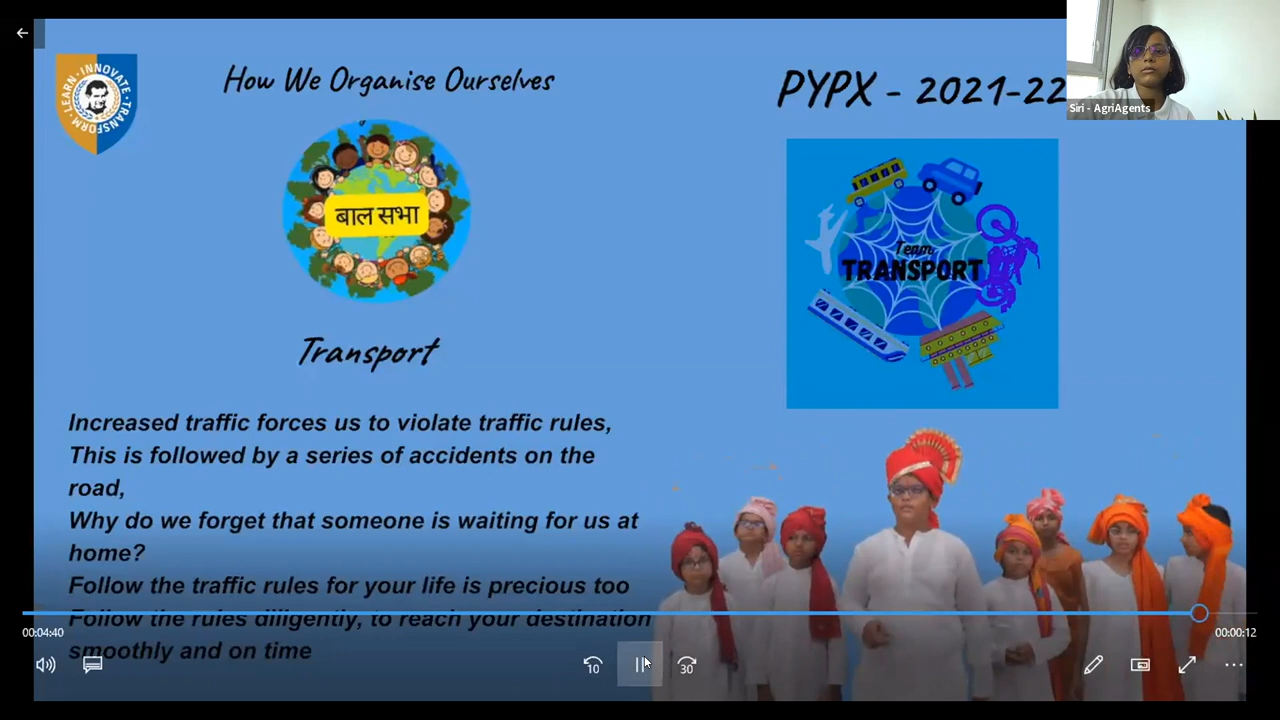 How We Organise Ourselves
PYPX - 2021-22
Siri - AgriAgents
LEARN · INNOVATE · TRANSFORM
बाल सभा
Team
TRANSPORT
Transport
Increased traffic forces us to violate traffic rules,
This is followed by a series of accidents on the
road,
Why do we forget that someone is waiting for us at
home?
Follow the traffic rules for your life is precious too
Follow the rules diligently, to reach your destination
smoothly and on time
00:04:40
00:00:12
10
30